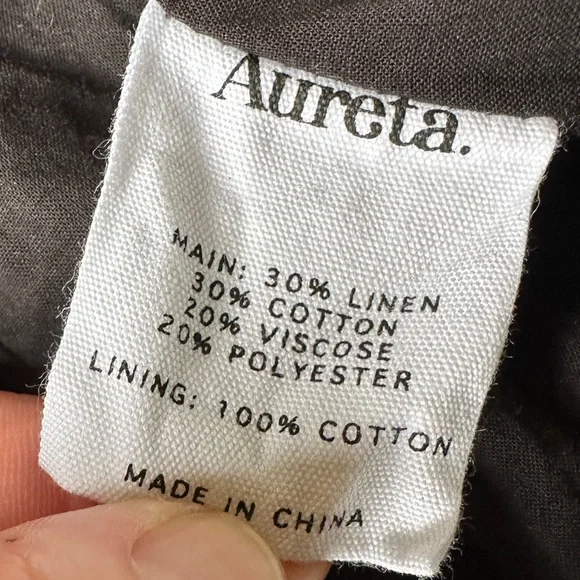 Aureta.
MAIN: 30% LINEN
30% COTTON
20% VISCOSE
20% POLYESTER
LINING: 100% COTTON
MADE IN CHINA